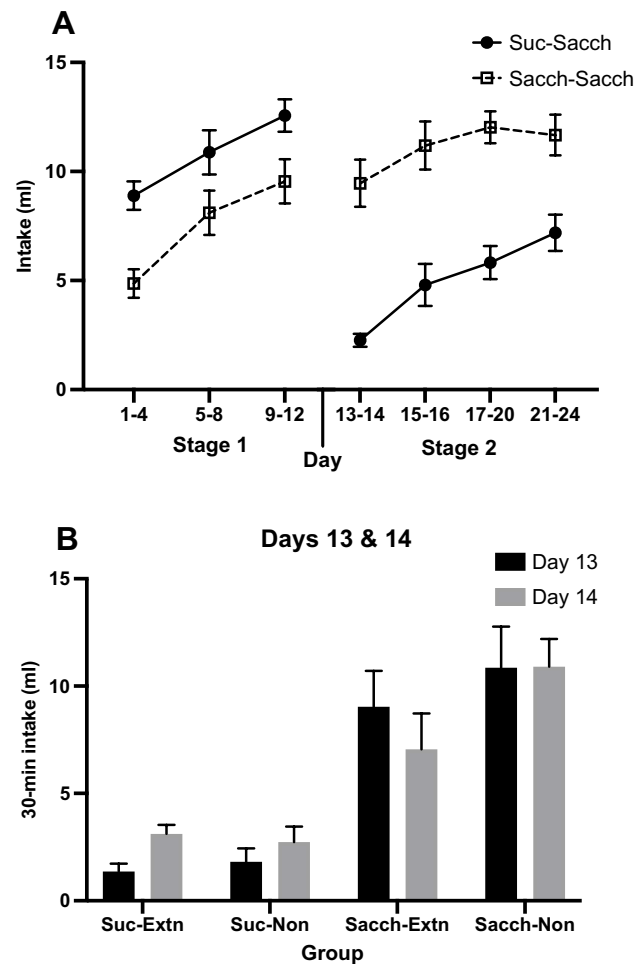 A
Suc-Sacch
Sacch-Sacch
15
10
5
0
Intake (ml)
1-4 5-8 9-12 13-14 15-16 17-20 21-24
Stage 1 Day Stage 2
B Days 13 & 14
Day 13
Day 14
15
10
5
0
30-min intake (ml)
Suc-Extn Suc-Non Sacch-Extn Sacch-Non
Group